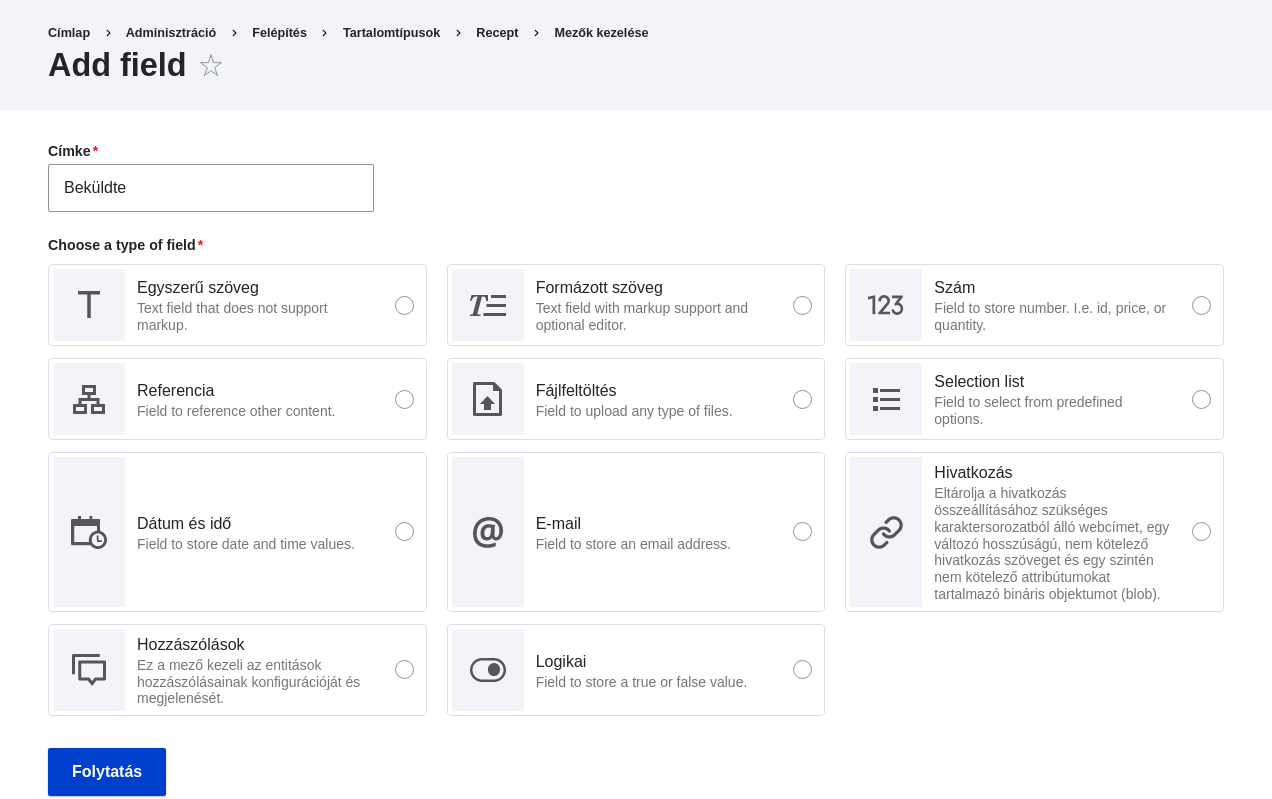 Címlap > Adminisztráció > Felépítés > Tartalomtípusok > Recept > Mezők kezelése
Add field ☆
Címke*
Beküldte
Choose a type of field*
Egyszerű szöveg
Text field that does not support
markup.
Formázott szöveg
Text field with markup support and
optional editor.
123
Szám
Field to store number. I.e. id, price, or
quantity.
Referencia
Field to reference other content.
Fájlfeltöltés
Field to upload any type of files.
Selection list
Field to select from predefined
options.
Dátum és idő
Field to store date and time values.
@
E-mail
Field to store an email address.
Hivatkozás
Eltárolja a hivatkozás
összeállításához szükséges
karaktersorozatból álló webcímet, egy
változó hosszúságú, nem kötelező
hivatkozás szöveget és egy szintén
nem kötelező attribútumokat
tartalmazó bináris objektumot (blob).
Hozzászólások
Ez a mező kezeli az entitások
hozzászólásainak konfigurációját és
megjelenését.
Logikai
Field to store a true or false value.
Folytatás